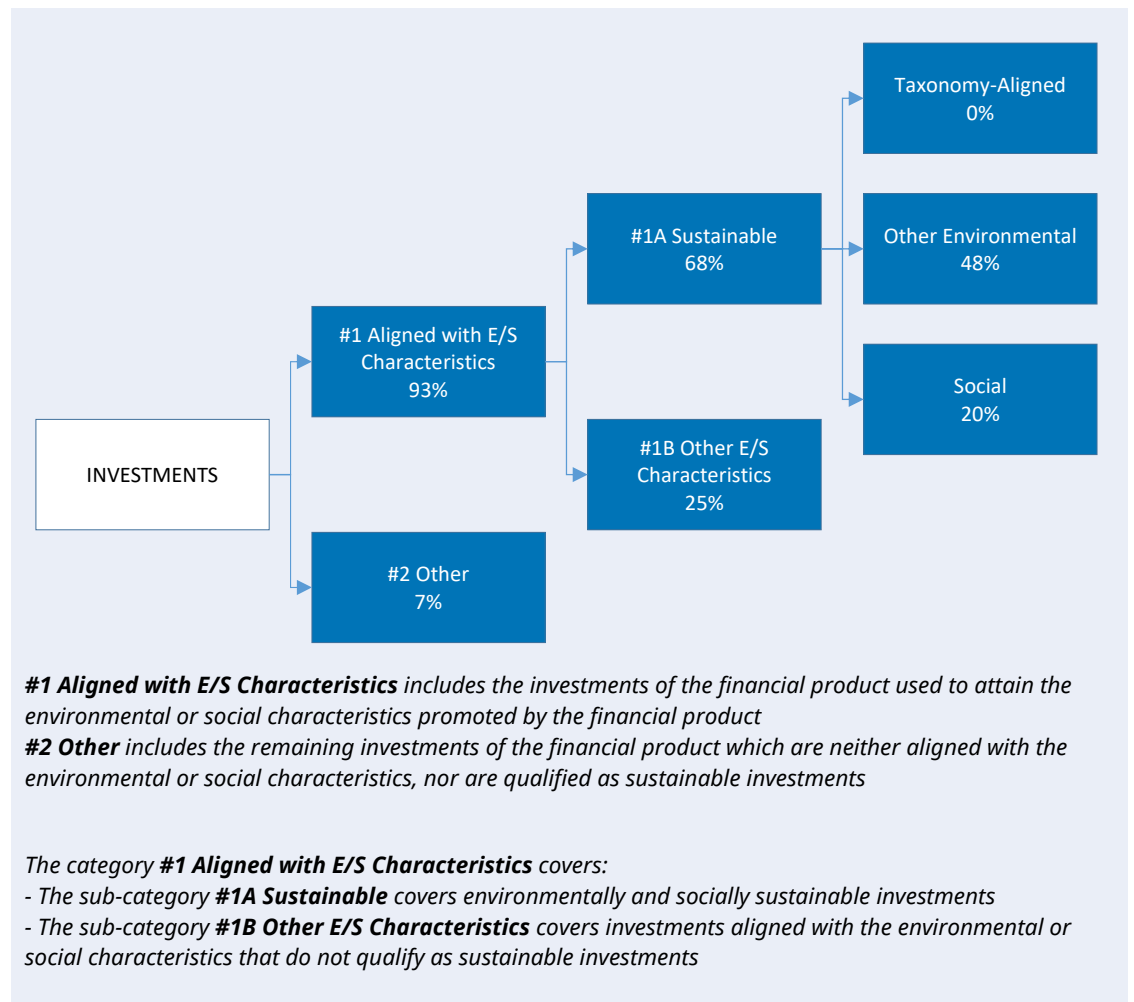 Taxonomy-Aligned
0%
#1A Sustainable
68%
Other Environmental
48%
#1 Aligned with E/S
Characteristics
93%
Social
20%
INVESTMENTS
#1B Other E/S
Characteristics
25%
#2 Other
7%
#1 Aligned with E/S Characteristics includes the investments of the financial product used to attain the
environmental or social characteristics promoted by the financial product
#2 Other includes the remaining investments of the financial product which are neither aligned with the
environmental or social characteristics, nor are qualified as sustainable investments
The category #1 Aligned with E/S Characteristics covers:
- The sub-category #1A Sustainable covers environmentally and socially sustainable investments
- The sub-category #1B Other E/S Characteristics covers investments aligned with the environmental or
social characteristics that do not qualify as sustainable investments